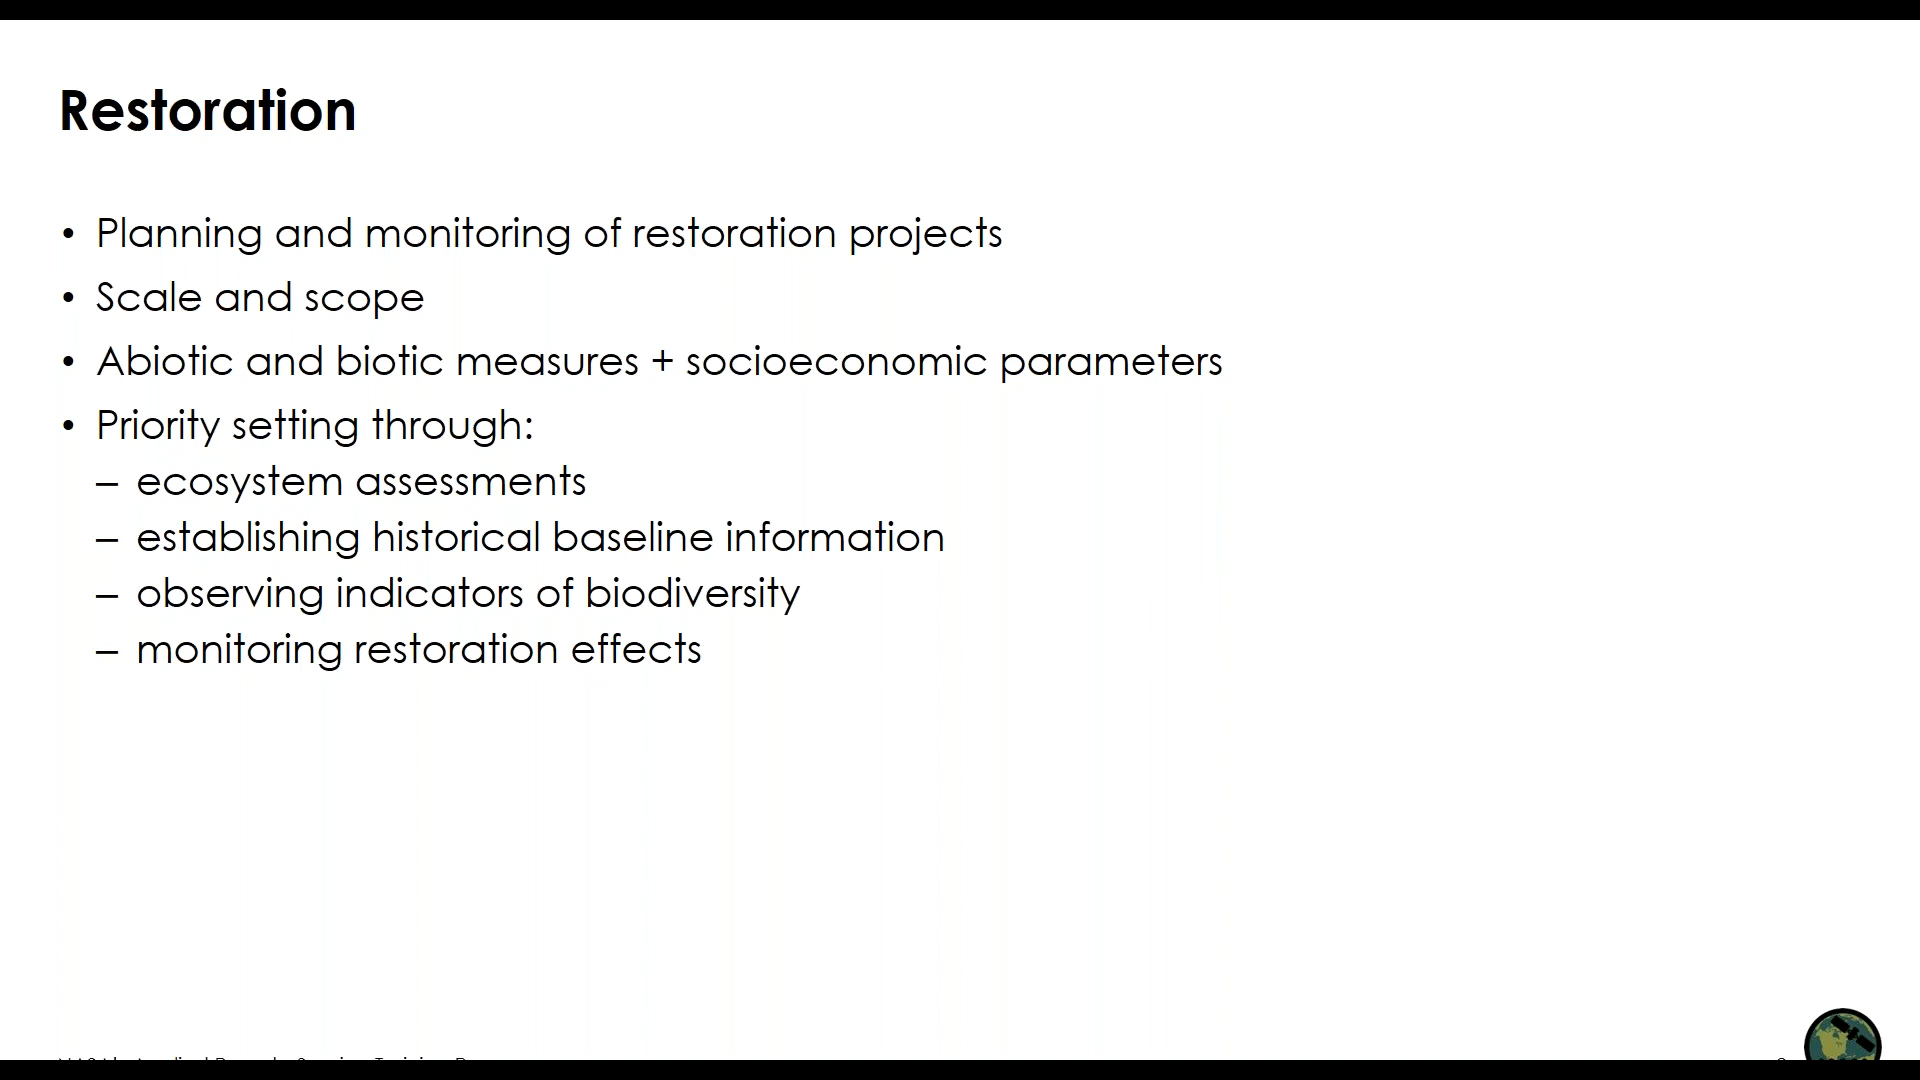 Restoration
• Planning and monitoring of restoration projects
• Scale and scope
• Abiotic and biotic measures + socioeconomic parameters
• Priority setting through:
– ecosystem assessments
– establishing historical baseline information
– observing indicators of biodiversity
– monitoring restoration effects